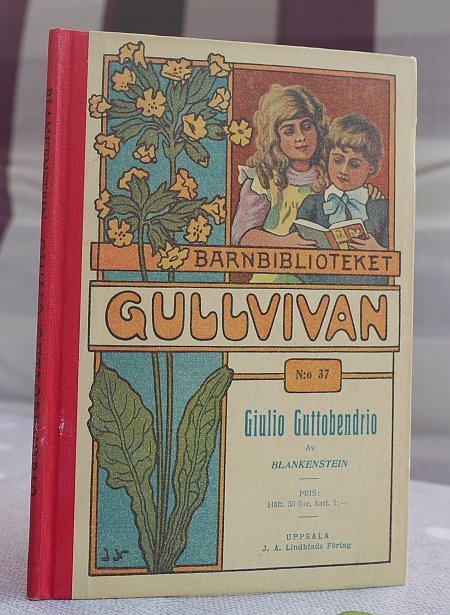 BARNBIBLIOTEKET
GULLVIVAN
N:o 37
Giulio Guttobendrio
Av
BLANKENSTEIN
PRIS:
Häft. 50 öre, kart. 1:—
UPPSALA
J. A. Lindblads Förlag